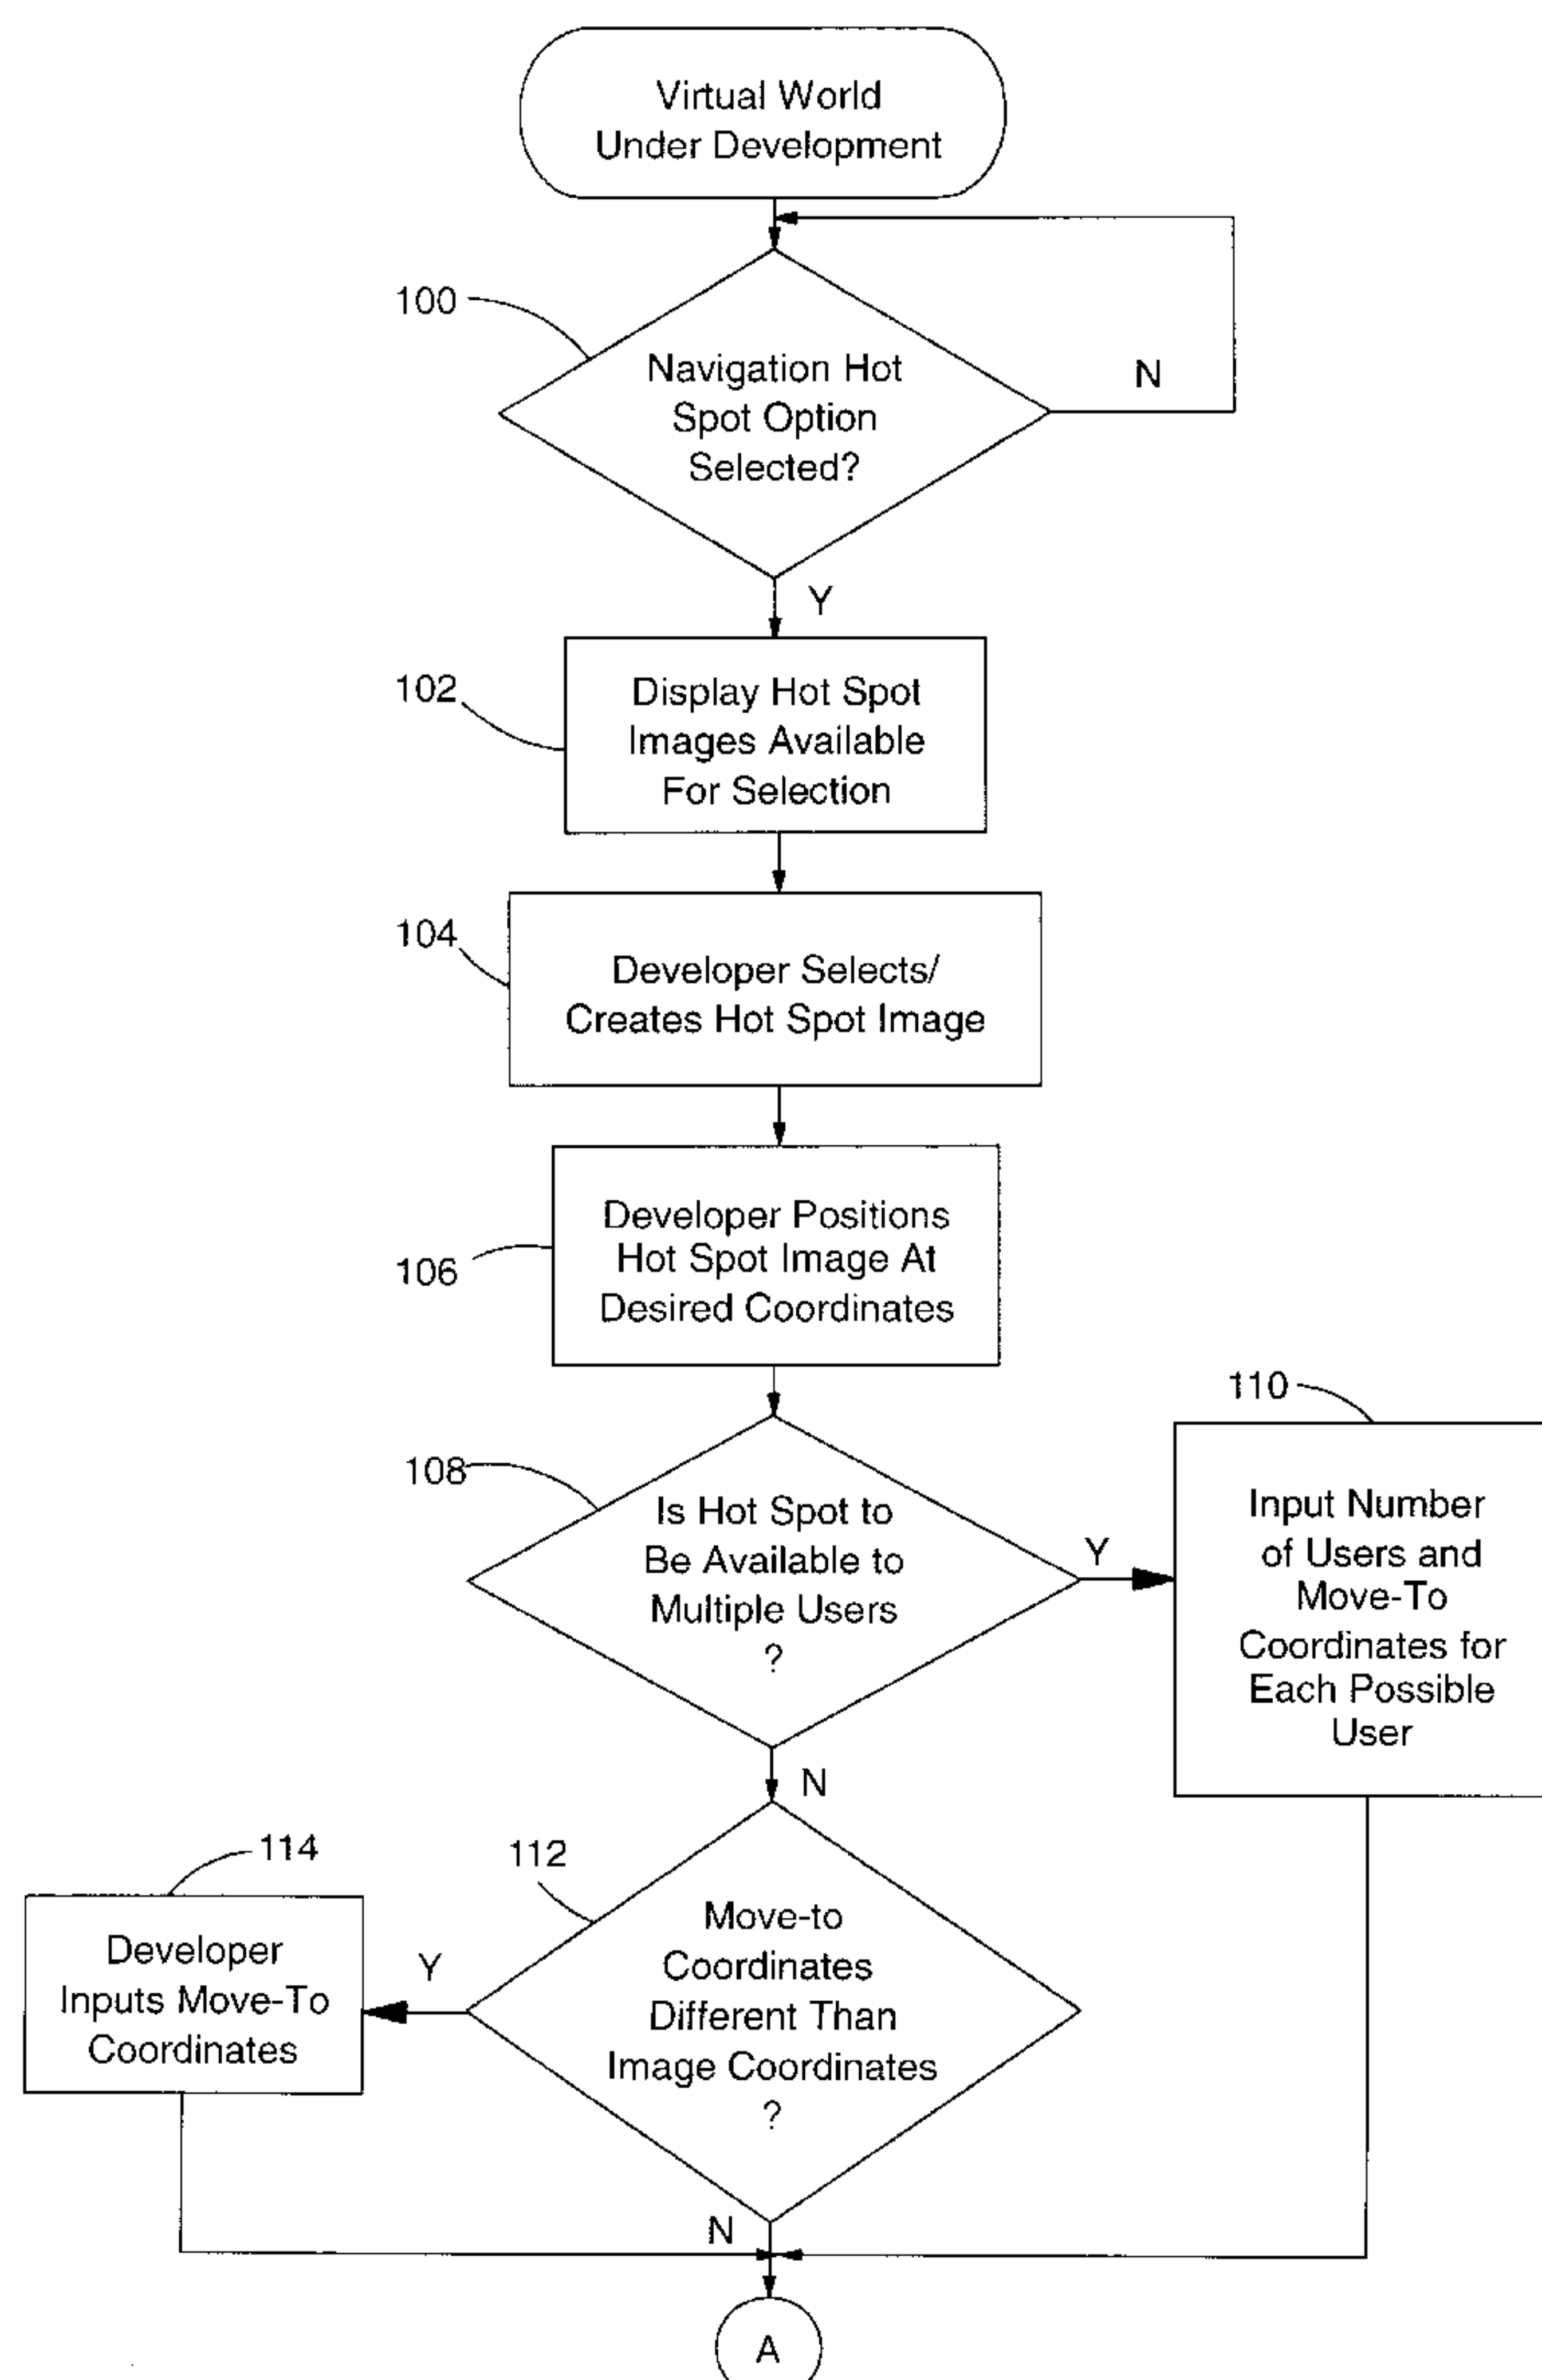 Virtual World
Under Development
100
Navigation Hot
Spot Option
Selected?
N
Y
102
Display Hot Spot
Images Available
For Selection
104
Developer Selects/
Creates Hot Spot Image
106
Developer Positions
Hot Spot Image At
Desired Coordinates
108
Is Hot Spot to
Be Available to
Multiple Users
?
Y
110
Input Number
of Users and
Move-To
Coordinates for
Each Possible
User
N
112
Move-to
Coordinates
Different Than
Image Coordinates
?
Y
114
Developer
Inputs Move-To
Coordinates
N
A